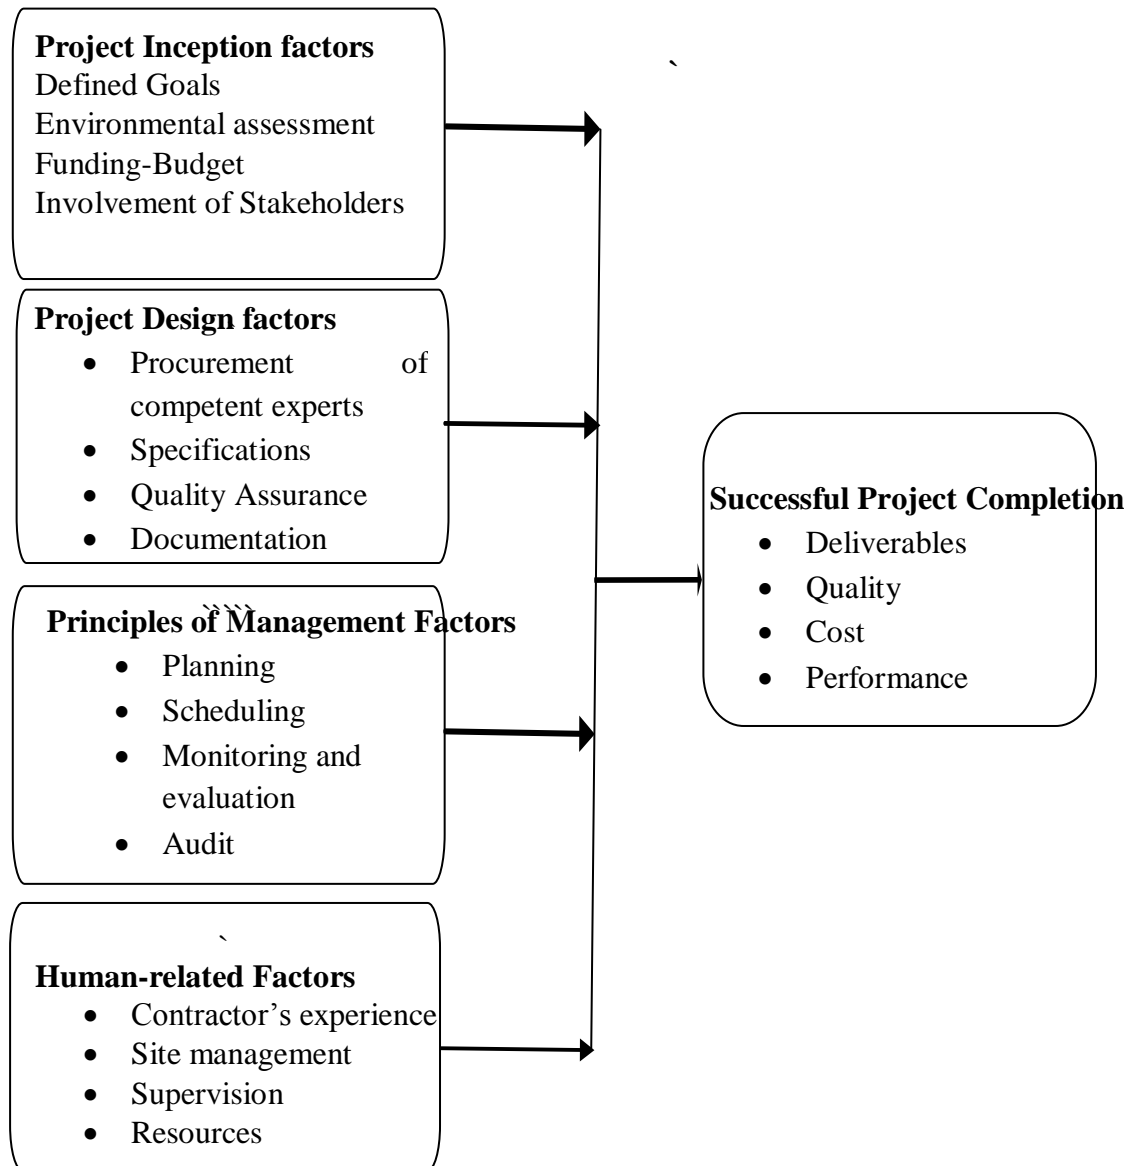 Project Inception factors
Defined Goals
Environmental assessment
Funding-Budget
Involvement of Stakeholders
`
Project Design factors
• Procurement of
competent experts
• Specifications
• Quality Assurance
• Documentation
Principles of Management Factors
`````
• Planning
• Scheduling
• Monitoring and
evaluation
• Audit
`
Human-related Factors
• Contractor’s experience
• Site management
• Supervision
• Resources
Successful Project Completion
• Deliverables
• Quality
• Cost
• Performance